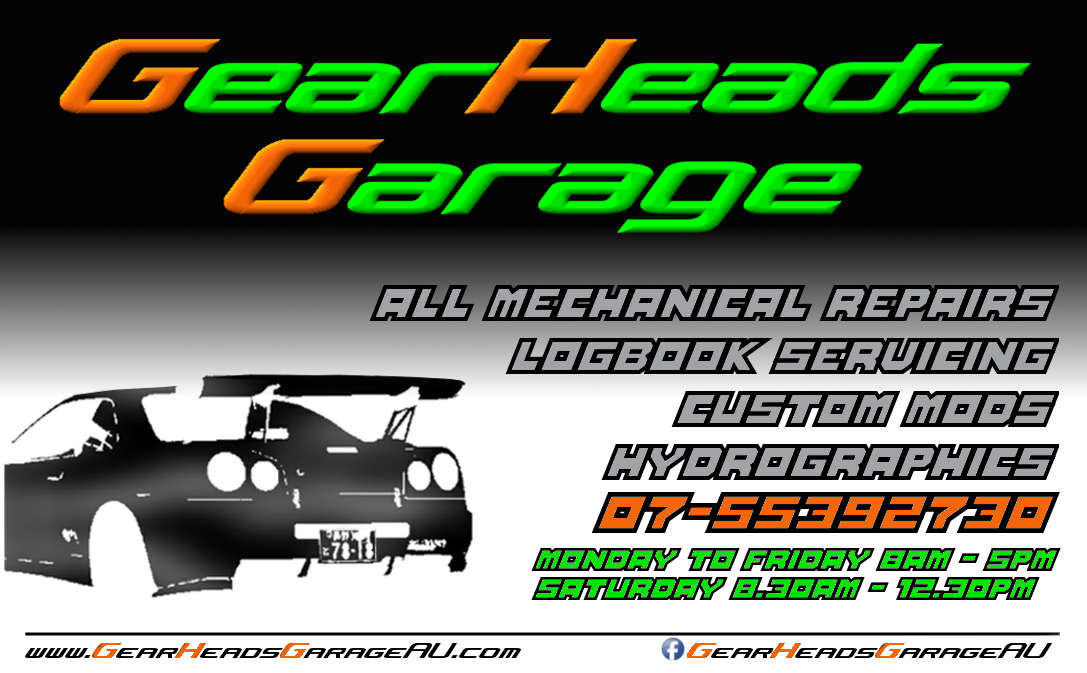 GearHeads
Garage
ALL MECHANICAL REPAIRS
LOGBOOK SERVICING
CUSTOM MODS
HYDROGRAPHICS
07-55392730
MONDAY TO FRIDAY 8AM - 5PM
SATURDAY 8.30AM - 12.30PM
www.GearHeadsGarageAU.com
GearHeadsGarageAU